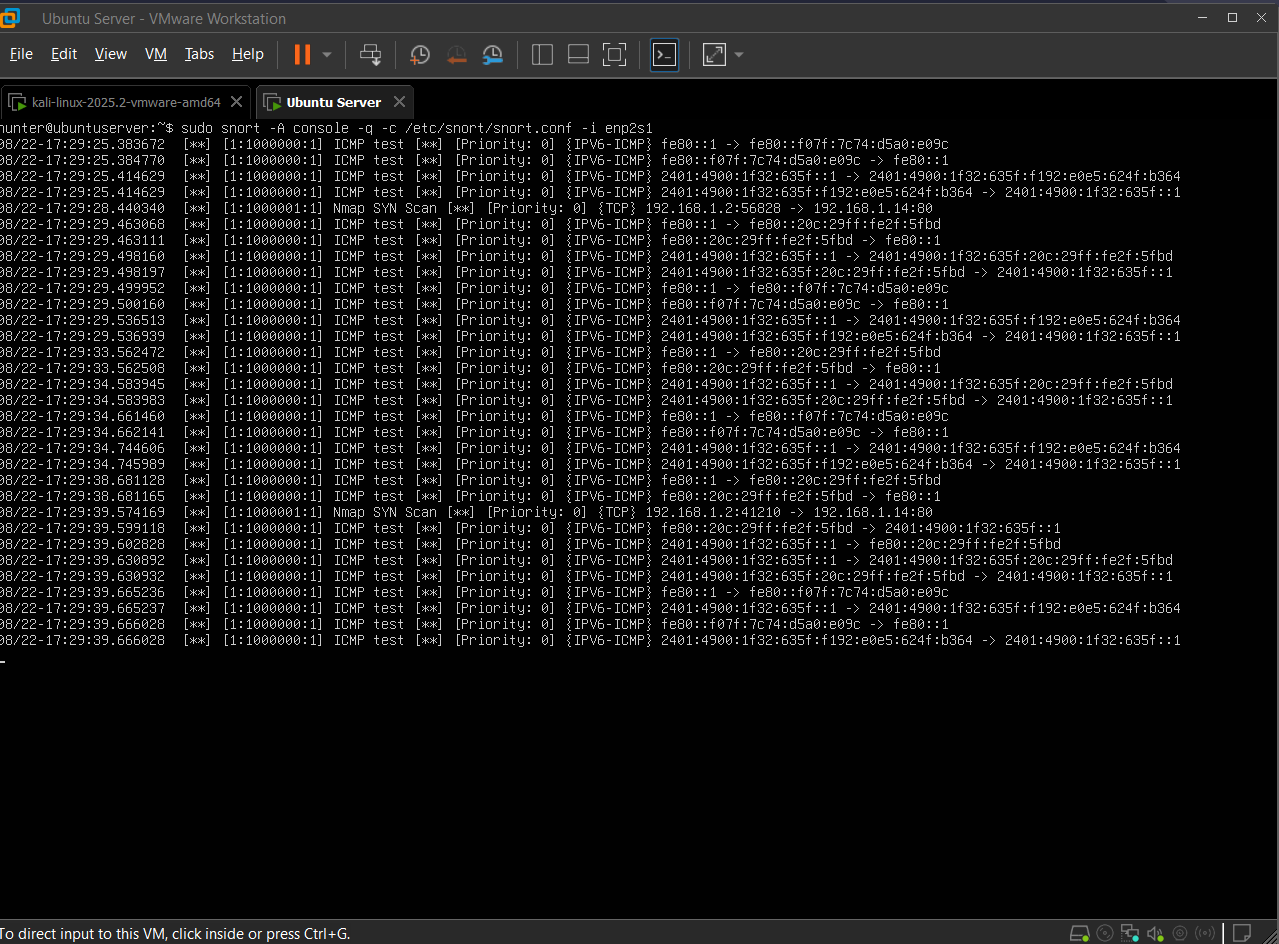 Ubuntu Server - VMware Workstation
File Edit View VM Tabs Help
kali-linux-2025.2-vmware-amd64
Ubuntu Server
hunter@ubuntuserver:~$ sudo snort -A console -q -c /etc/snort/snort.conf -i enp2s1
08/22-17:29:25.383672 [**] [1:1000000:1] ICMP test [**] [Priority: 0] {IPV6-ICMP} fe80::1 -> fe80::f07f:7c74:d5a0:e09c
08/22-17:29:25.384770 [**] [1:1000000:1] ICMP test [**] [Priority: 0] {IPV6-ICMP} fe80::f07f:7c74:d5a0:e09c -> fe80::1
08/22-17:29:25.414629 [**] [1:1000000:1] ICMP test [**] [Priority: 0] {IPV6-ICMP} 2401:4900:1f32:635f::1 -> 2401:4900:1f32:635f:f192:e0e5:624f:b364
08/22-17:29:25.414629 [**] [1:1000000:1] ICMP test [**] [Priority: 0] {IPV6-ICMP} 2401:4900:1f32:635f:f192:e0e5:624f:b364 -> 2401:4900:1f32:635f::1
08/22-17:29:28.440340 [**] [1:1000001:1] Nmap SYN Scan [**] [Priority: 0] {TCP} 192.168.1.2:56828 -> 192.168.1.14:80
08/22-17:29:29.463068 [**] [1:1000000:1] ICMP test [**] [Priority: 0] {IPV6-ICMP} fe80::1 -> fe80::20c:29ff:fe2f:5fbd
08/22-17:29:29.463111 [**] [1:1000000:1] ICMP test [**] [Priority: 0] {IPV6-ICMP} fe80::20c:29ff:fe2f:5fbd -> fe80::1
08/22-17:29:29.498160 [**] [1:1000000:1] ICMP test [**] [Priority: 0] {IPV6-ICMP} 2401:4900:1f32:635f::1 -> 2401:4900:1f32:635f:20c:29ff:fe2f:5fbd
08/22-17:29:29.498197 [**] [1:1000000:1] ICMP test [**] [Priority: 0] {IPV6-ICMP} 2401:4900:1f32:635f:20c:29ff:fe2f:5fbd -> 2401:4900:1f32:635f::1
08/22-17:29:29.499952 [**] [1:1000000:1] ICMP test [**] [Priority: 0] {IPV6-ICMP} fe80::1 -> fe80::f07f:7c74:d5a0:e09c
08/22-17:29:29.500160 [**] [1:1000000:1] ICMP test [**] [Priority: 0] {IPV6-ICMP} fe80::f07f:7c74:d5a0:e09c -> fe80::1
08/22-17:29:29.536513 [**] [1:1000000:1] ICMP test [**] [Priority: 0] {IPV6-ICMP} 2401:4900:1f32:635f::1 -> 2401:4900:1f32:635f:f192:e0e5:624f:b364
08/22-17:29:29.536939 [**] [1:1000000:1] ICMP test [**] [Priority: 0] {IPV6-ICMP} 2401:4900:1f32:635f:f192:e0e5:624f:b364 -> 2401:4900:1f32:635f::1
08/22-17:29:33.562472 [**] [1:1000000:1] ICMP test [**] [Priority: 0] {IPV6-ICMP} fe80::1 -> fe80::20c:29ff:fe2f:5fbd
08/22-17:29:33.562508 [**] [1:1000000:1] ICMP test [**] [Priority: 0] {IPV6-ICMP} fe80::20c:29ff:fe2f:5fbd -> fe80::1
08/22-17:29:34.583945 [**] [1:1000000:1] ICMP test [**] [Priority: 0] {IPV6-ICMP} 2401:4900:1f32:635f::1 -> 2401:4900:1f32:635f:20c:29ff:fe2f:5fbd
08/22-17:29:34.583983 [**] [1:1000000:1] ICMP test [**] [Priority: 0] {IPV6-ICMP} 2401:4900:1f32:635f:20c:29ff:fe2f:5fbd -> 2401:4900:1f32:635f::1
08/22-17:29:34.661460 [**] [1:1000000:1] ICMP test [**] [Priority: 0] {IPV6-ICMP} fe80::1 -> fe80::f07f:7c74:d5a0:e09c
08/22-17:29:34.662141 [**] [1:1000000:1] ICMP test [**] [Priority: 0] {IPV6-ICMP} fe80::f07f:7c74:d5a0:e09c -> fe80::1
08/22-17:29:34.744606 [**] [1:1000000:1] ICMP test [**] [Priority: 0] {IPV6-ICMP} 2401:4900:1f32:635f::1 -> 2401:4900:1f32:635f:f192:e0e5:624f:b364
08/22-17:29:34.745989 [**] [1:1000000:1] ICMP test [**] [Priority: 0] {IPV6-ICMP} 2401:4900:1f32:635f:f192:e0e5:624f:b364 -> 2401:4900:1f32:635f::1
08/22-17:29:38.681128 [**] [1:1000000:1] ICMP test [**] [Priority: 0] {IPV6-ICMP} fe80::1 -> fe80::20c:29ff:fe2f:5fbd
08/22-17:29:38.681165 [**] [1:1000000:1] ICMP test [**] [Priority: 0] {IPV6-ICMP} fe80::20c:29ff:fe2f:5fbd -> fe80::1
08/22-17:29:39.574169 [**] [1:1000001:1] Nmap SYN Scan [**] [Priority: 0] {TCP} 192.168.1.2:41210 -> 192.168.1.14:80
08/22-17:29:39.599118 [**] [1:1000000:1] ICMP test [**] [Priority: 0] {IPV6-ICMP} fe80::20c:29ff:fe2f:5fbd -> 2401:4900:1f32:635f::1
08/22-17:29:39.602828 [**] [1:1000000:1] ICMP test [**] [Priority: 0] {IPV6-ICMP} 2401:4900:1f32:635f::1 -> fe80::20c:29ff:fe2f:5fbd
08/22-17:29:39.630892 [**] [1:1000000:1] ICMP test [**] [Priority: 0] {IPV6-ICMP} 2401:4900:1f32:635f::1 -> 2401:4900:1f32:635f:20c:29ff:fe2f:5fbd
08/22-17:29:39.630932 [**] [1:1000000:1] ICMP test [**] [Priority: 0] {IPV6-ICMP} 2401:4900:1f32:635f:20c:29ff:fe2f:5fbd -> 2401:4900:1f32:635f::1
08/22-17:29:39.665236 [**] [1:1000000:1] ICMP test [**] [Priority: 0] {IPV6-ICMP} fe80::1 -> fe80::f07f:7c74:d5a0:e09c
08/22-17:29:39.665237 [**] [1:1000000:1] ICMP test [**] [Priority: 0] {IPV6-ICMP} 2401:4900:1f32:635f::1 -> 2401:4900:1f32:635f:f192:e0e5:624f:b364
08/22-17:29:39.666028 [**] [1:1000000:1] ICMP test [**] [Priority: 0] {IPV6-ICMP} fe80::f07f:7c74:d5a0:e09c -> fe80::1
08/22-17:29:39.666028 [**] [1:1000000:1] ICMP test [**] [Priority: 0] {IPV6-ICMP} 2401:4900:1f32:635f:f192:e0e5:624f:b364 -> 2401:4900:1f32:635f::1
To direct input to this VM, click inside or press Ctrl+G.